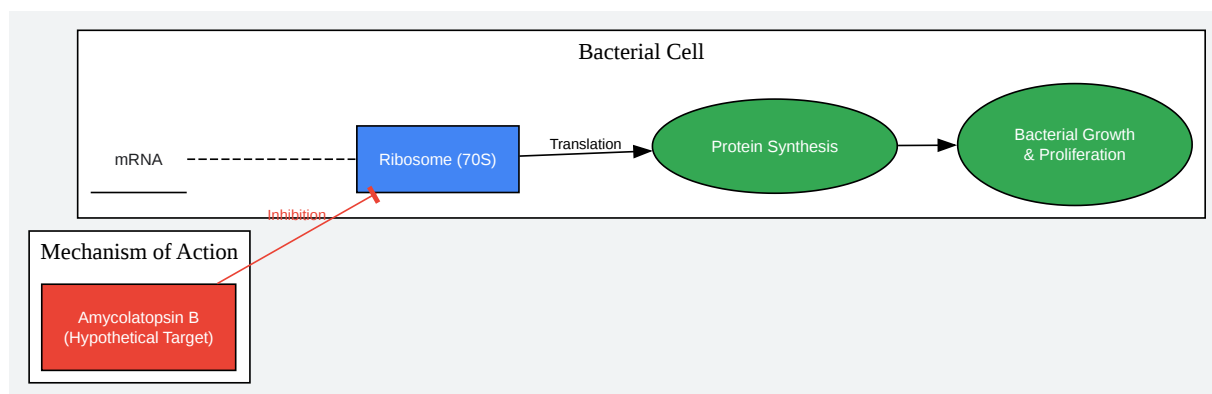 Bacterial Cell
mRNA
Ribosome (70S)
Translation
Protein Synthesis
Bacterial Growth
& Proliferation
Inhibition
Mechanism of Action
Amycolatopsin B
(Hypothetical Target)